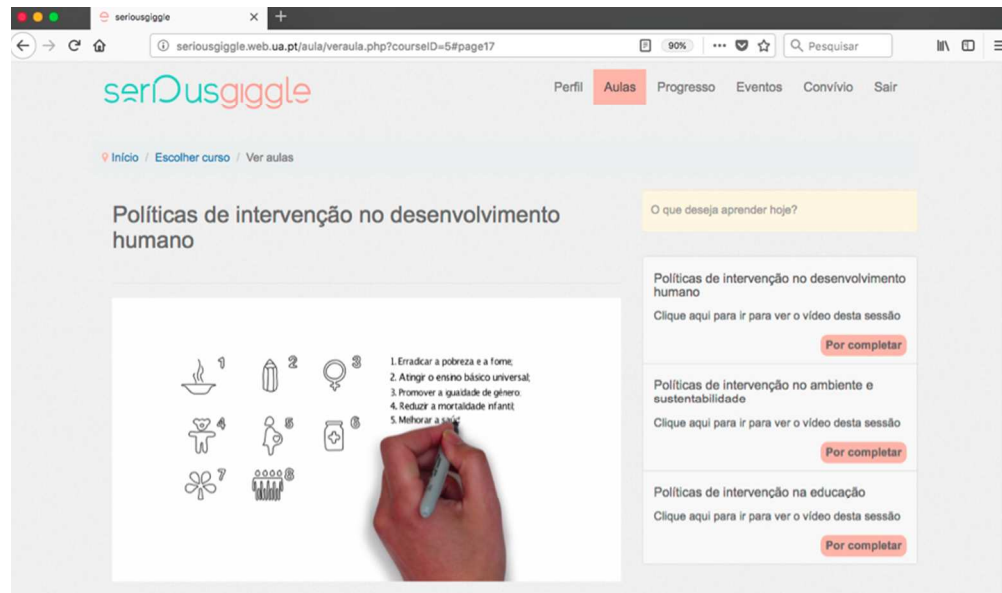 seriousgiggle
seriousgiggle.web.ua.pt/aula/veraula.php?courseID=5#page17
90%
Pesquisar
seriousgiggle
Perfil
Aulas
Progresso
Eventos
Convívio
Sair
Início / Escolher curso / Ver aulas
Políticas de intervenção no desenvolvimento
humano
1
2
3
4
5
6
7
8
1. Erradicar a pobreza e a fome;
2. Atingir o ensino básico universal;
3. Promover a igualdade de género;
4. Reduzir a mortalidade infantil;
5. Melhorar a saúd
O que deseja aprender hoje?
Políticas de intervenção no desenvolvimento
humano
Clique aqui para ir para ver o vídeo desta sessão
Por completar
Políticas de intervenção no ambiente e
sustentabilidade
Clique aqui para ir para ver o vídeo desta sessão
Por completar
Políticas de intervenção na educação
Clique aqui para ir para ver o vídeo desta sessão
Por completar